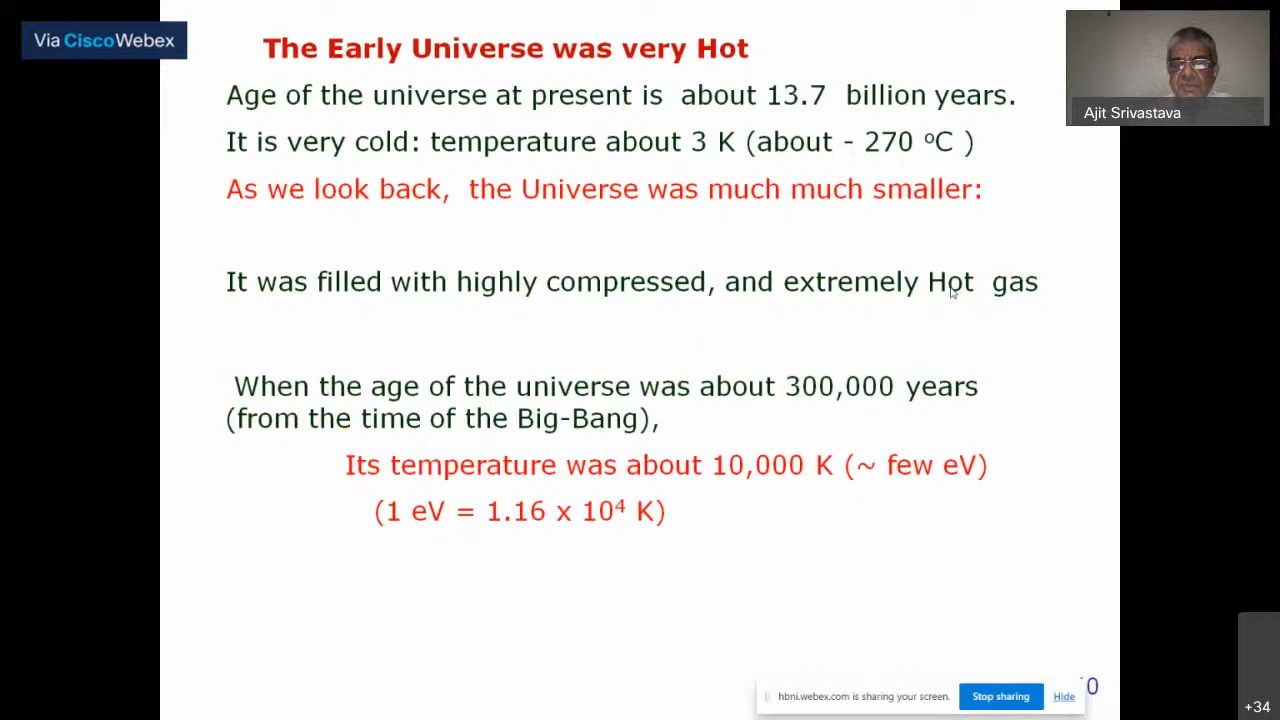 Via CiscoWebex
The Early Universe was very Hot
Age of the universe at present is about 13.7 billion years.
It is very cold: temperature about 3 K (about - 270 °C )
As we look back, the Universe was much much smaller:
It was filled with highly compressed, and extremely Hot gas
When the age of the universe was about 300,000 years
(from the time of the Big-Bang),
Its temperature was about 10,000 K (~ few eV)
(1 eV = 1.16 x 10⁴ K)
Ajit Srivastava
hbni.webex.com is sharing your screen.
Stop sharing
Hide
+34